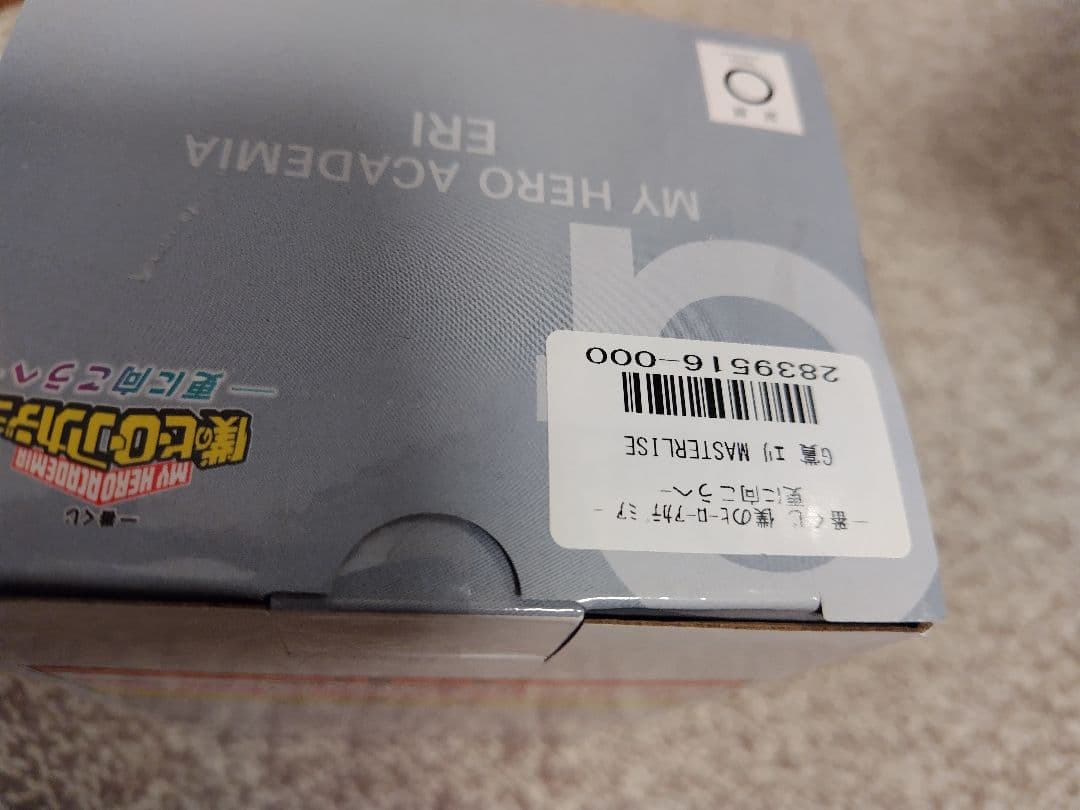 一番くじ
MY HERO ACADEMIA
僕のヒーローアカデミ
―更に向こうへ
一番くじ 僕のﾋｰﾛｰｱｶﾃﾞﾐｱ -
更に向こうへ-
G賞 ｴﾘ MASTERLISE
2839516-000
MY HERO ACADEMIA
ERI